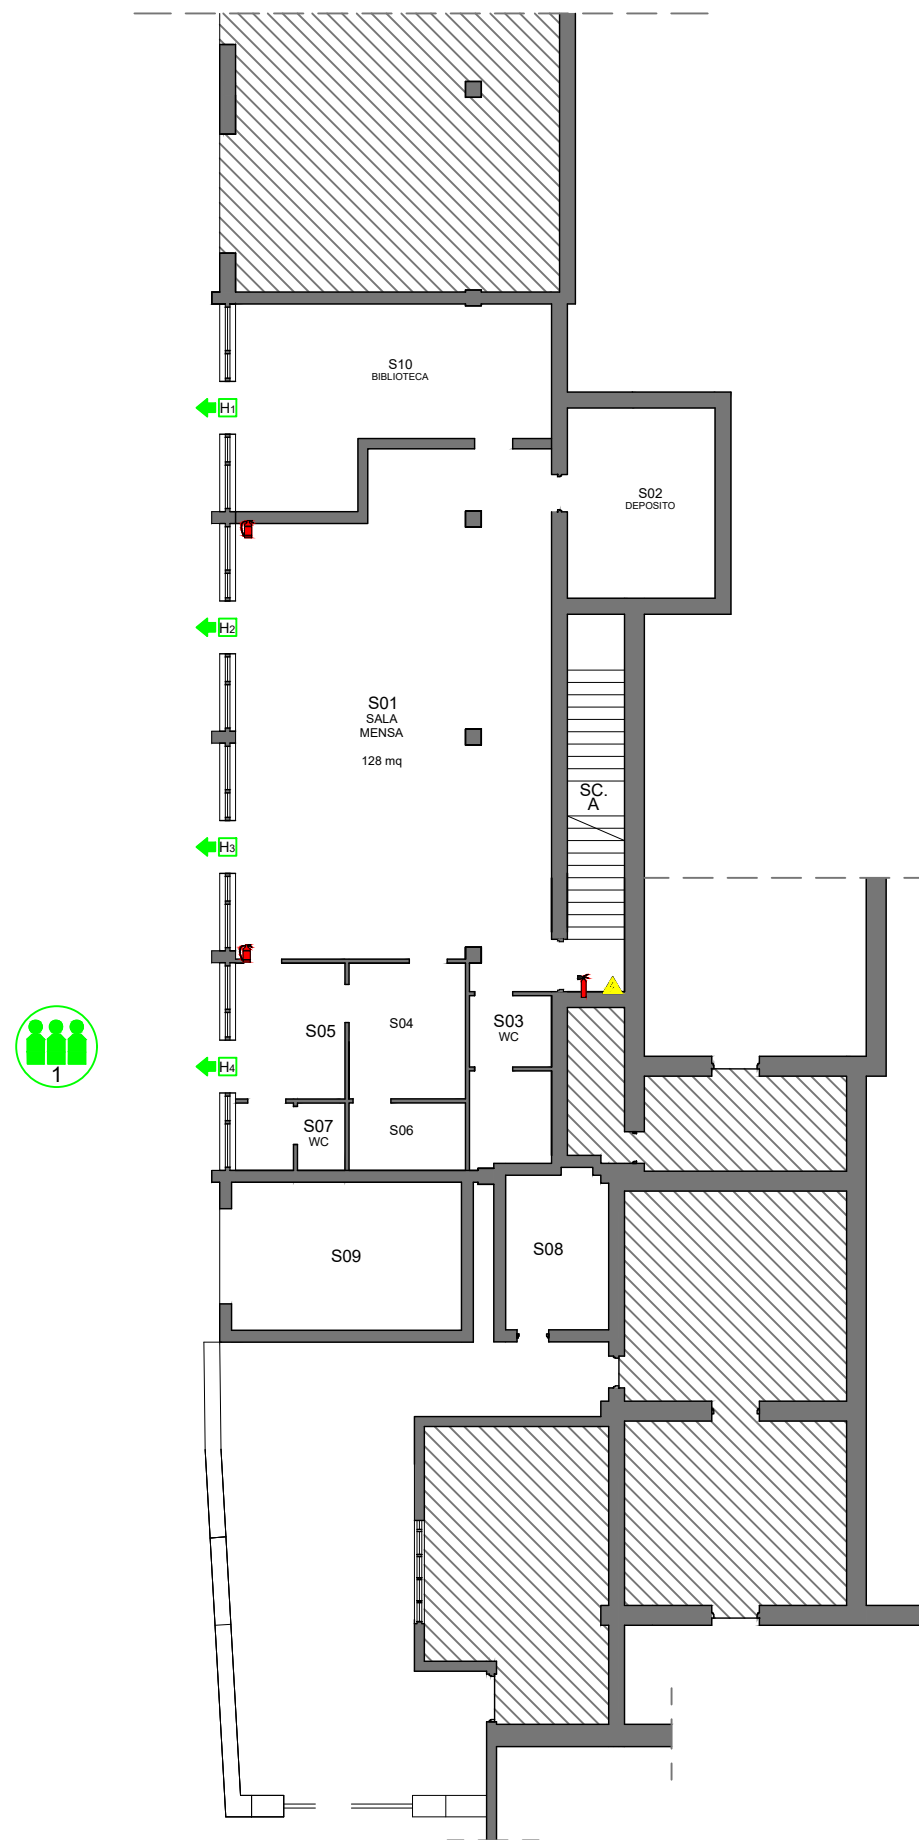 S10
BIBLIOTECA
H1
S02
DEPOSITO
H2
S01
SALA
MENSA
128 mq
SC.
A
H3
S05
S04
S03
WC
1
H4
S07
WC
S06
S09
S08